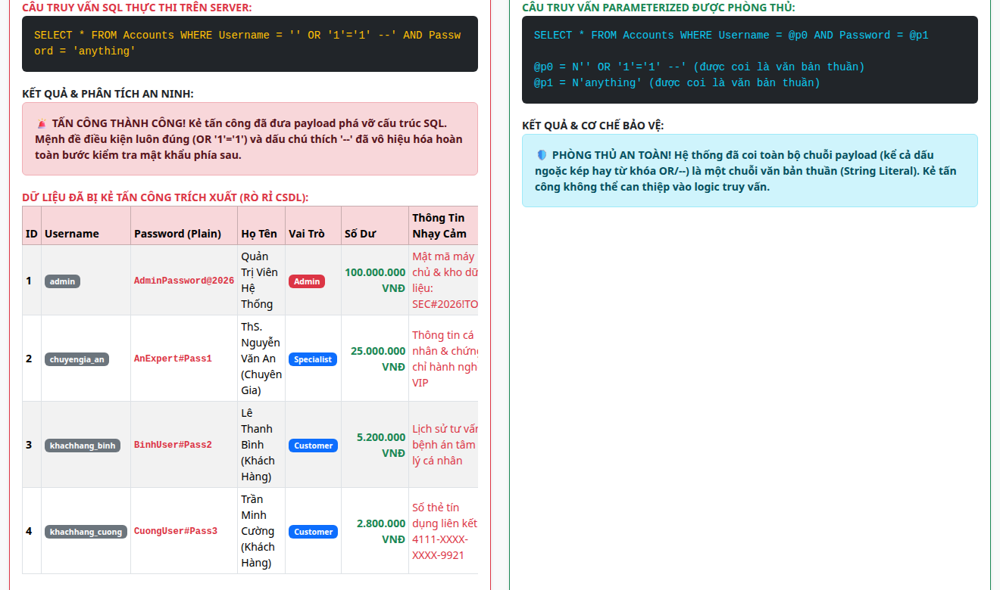 CÂU TRUY VẤN SQL THỰC THI TRÊN SERVER:
SELECT * FROM Accounts WHERE Username = '' OR '1'='1' --' AND Passw
ord = 'anything'
KẾT QUẢ & PHÂN TÍCH AN NINH:
TẤN CÔNG THÀNH CÔNG! Kẻ tấn công đã đưa payload phá vỡ cấu trúc SQL.
Mệnh đề điều kiện luôn đúng (OR '1'='1') và dấu chú thích '--' đã vô hiệu hóa hoàn
toàn bước kiểm tra mật khẩu phía sau.
DỮ LIỆU ĐÃ BỊ KẺ TẤN CÔNG TRÍCH XUẤT (RÒ RỈ CSDL):
ID Username Password (Plain) Họ Tên Vai Trò Số Dư Thông Tin
Nhạy Cảm
1 admin AdminPassword@2026 Quản
Trị Viên
Hệ
Thống
Admin 100.000.000
VNĐ
Mật mã máy
chủ & kho dữ
liệu:
SEC#2026!TO
2 chuyengia_an AnExpert#Pass1 ThS.
Nguyễn
Văn An
(Chuyên
Gia)
Specialist 25.000.000
VNĐ
Thông tin cá
nhân & chứng
chỉ hành ngh
VIP
3 khachhang_binh BinhUser#Pass2 Lê
Thanh
Bình
(Khách
Hàng)
Customer 5.200.000
VNĐ
Lịch sử tư vấn
bệnh án tâm
lý cá nhân
4 khachhang_cuong CuongUser#Pass3 Trần
Minh
Cường
(Khách
Hàng)
Customer 2.800.000
VNĐ
Số thẻ tín
dụng liên kết
4111-XXXX-
XXXX-9921
CÂU TRUY VẤN PARAMETERIZED ĐƯỢC PHÒNG THỦ:
SELECT * FROM Accounts WHERE Username = @p0 AND Password = @p1
@p0 = N'' OR '1'='1' --' (được coi là văn bản thuần)
@p1 = N'anything' (được coi là văn bản thuần)
KẾT QUẢ & CƠ CHẾ BẢO VỆ:
PHÒNG THỦ AN TOÀN! Hệ thống đã coi toàn bộ chuỗi payload (kể cả dấu
ngoặc kép hay từ khóa OR/--) là một chuỗi văn bản thuần (String Literal). Kẻ tấn
công không thể can thiệp vào logic truy vấn.